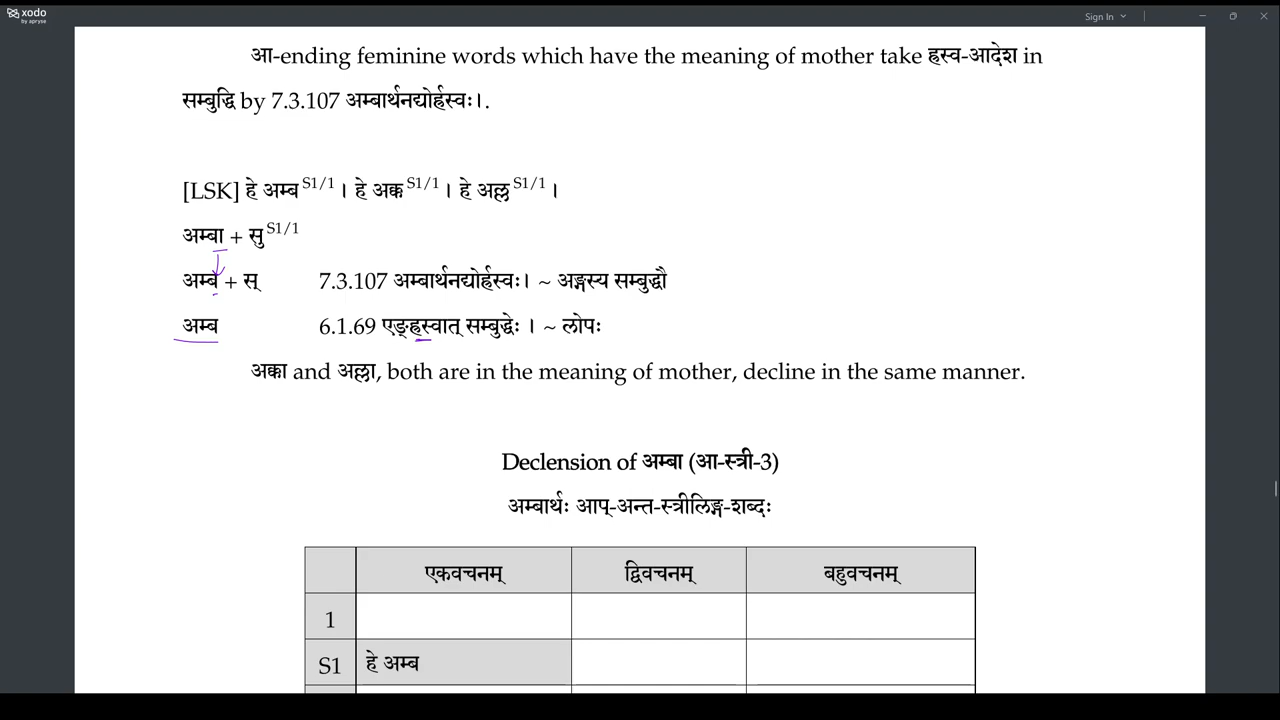 xodo
by apryse
Sign In
आ-ending feminine words which have the meaning of mother take ह्रस्व-आदेश in
सम्बुद्धि by 7.3.107 अम्बार्थनद्योर्ह्रस्वः।.
[LSK] हे अम्ब S1/1 । हे अक्क S1/1 । हे अल्ल S1/1 ।
अम्बा + सु S1/1
अम्ब + स् 7.3.107 अम्बार्थनद्योर्ह्रस्वः। ~ अङ्गस्य सम्बुद्धौ
अम्ब 6.1.69 एङ्ह्रस्वात् सम्बुद्धेः । ~ लोपः
अक्का and अल्ला, both are in the meaning of mother, decline in the same manner.
Declension of अम्बा (आ-स्त्री-3)
अम्बार्थः आप्-अन्त-स्त्रीलिङ्ग-शब्दः
एकवचनम् द्विवचनम् बहुवचनम्
1
S1 हे अम्ब